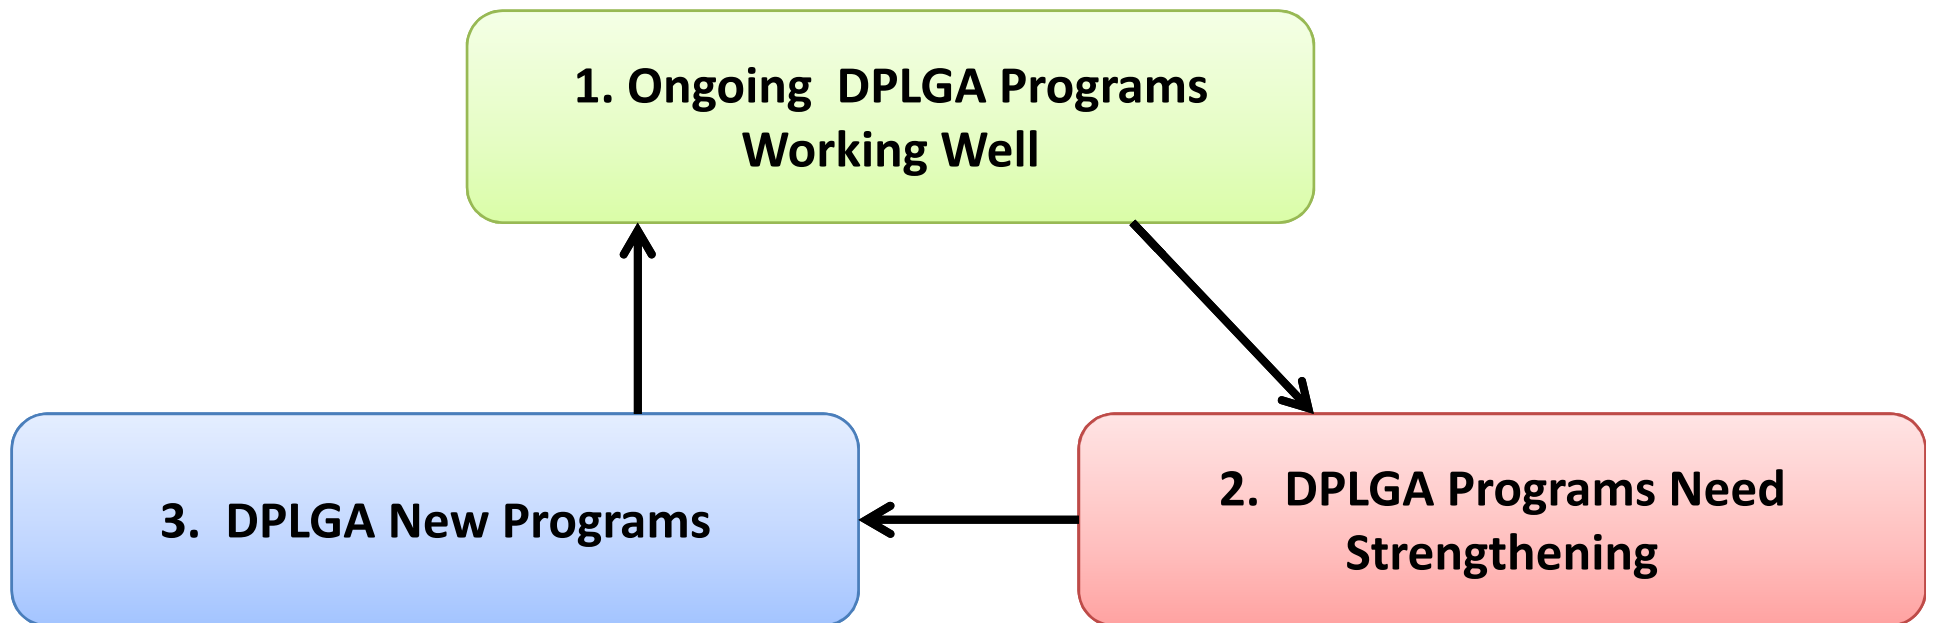 1. Ongoing  DPLGA Programs
Working Well
3.  DPLGA New Programs
2.  DPLGA Programs Need
Strengthening